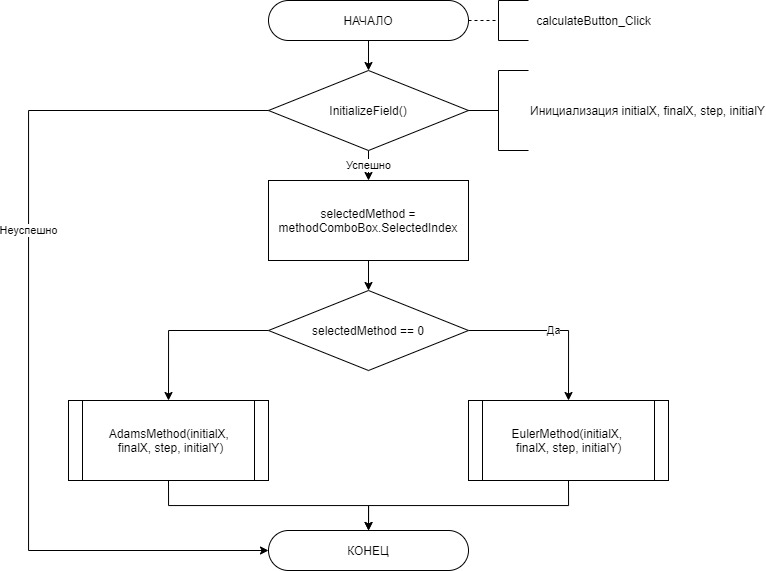 НАЧАЛО
calculateButton_Click
InitializeField()
Инициализация initialX, finalX, step, initialY
Успешно
selectedMethod =
methodComboBox.SelectedIndex
Неуспешно
selectedMethod == 0
Да
AdamsMethod(initialX,
finalX, step, initialY)
EulerMethod(initialX,
finalX, step, initialY)
КОНЕЦ